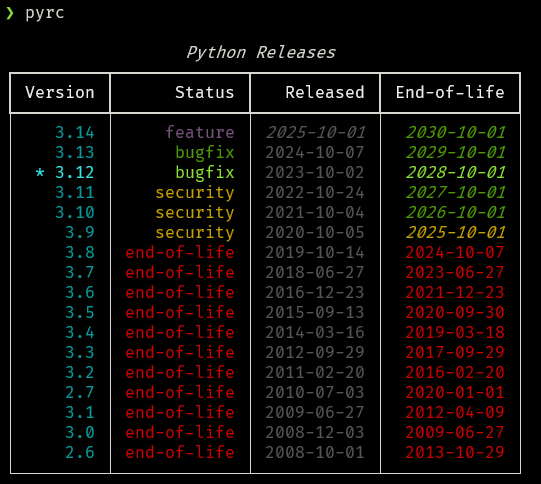 ❯ pyrc
Python Releases
Version Status Released End-of-life
3.14 feature 2025-10-01 2030-10-01
3.13 bugfix 2024-10-07 2029-10-01
* 3.12 bugfix 2023-10-02 2028-10-01
3.11 security 2022-10-24 2027-10-01
3.10 security 2021-10-04 2026-10-01
3.9 security 2020-10-05 2025-10-01
3.8 end-of-life 2019-10-14 2024-10-07
3.7 end-of-life 2018-06-27 2023-06-27
3.6 end-of-life 2016-12-23 2021-12-23
3.5 end-of-life 2015-09-13 2020-09-30
3.4 end-of-life 2014-03-16 2019-03-18
3.3 end-of-life 2012-09-29 2017-09-29
3.2 end-of-life 2011-02-20 2016-02-20
2.7 end-of-life 2010-07-03 2020-01-01
3.1 end-of-life 2009-06-27 2012-04-09
3.0 end-of-life 2008-12-03 2009-06-27
2.6 end-of-life 2008-10-01 2013-10-29